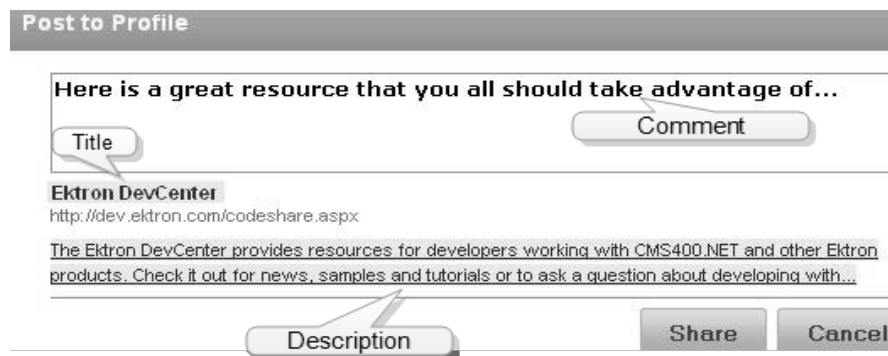 Post to Profile
Here is a great resource that you all should take advantage of...
Comment
Title
Ektron DevCenter
http://dev.ektron.com/codeshare.aspx
The Ektron DevCenter provides resources for developers working with CMS400.NET and other Ektron
products. Check it out for news, samples and tutorials or to ask a question about developing with...
Description
Share Cancel